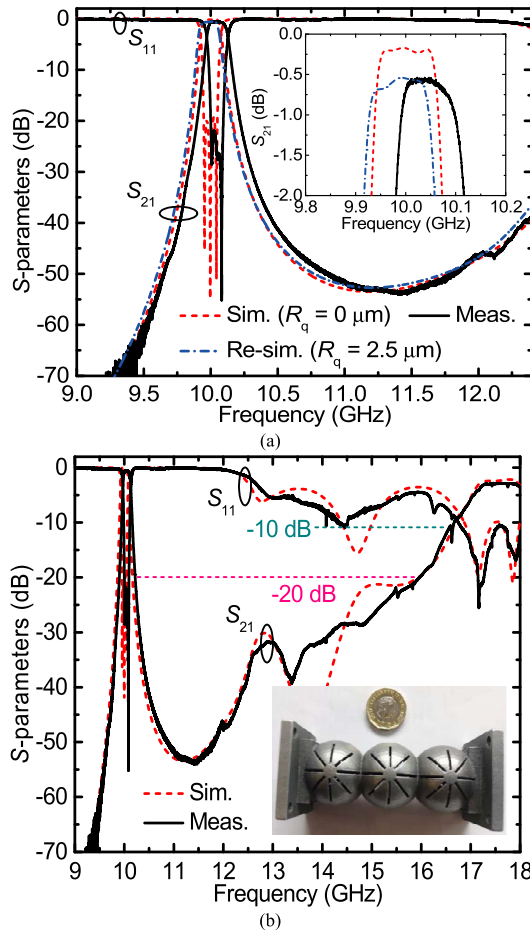 0
-10
-20
-30
-40
-50
-60
-70
S-parameters (dB)
S11
S21
0.0
-0.5
-1.0
-1.5
-2.0
S21 (dB)
9.8 9.9 10.0 10.1 10.2
Frequency (GHz)
Sim. (Rq = 0 μm)
Meas.
Re-sim. (Rq = 2.5 μm)
9.0 9.5 10.0 10.5 11.0 11.5 12.0
Frequency (GHz)
(a)
0
-10
-20
-30
-40
-50
-60
-70
S-parameters (dB)
S11
-10 dB
-20 dB
S21
Sim.
Meas.
9 10 11 12 13 14 15 16 17 18
Frequency (GHz)
(b)